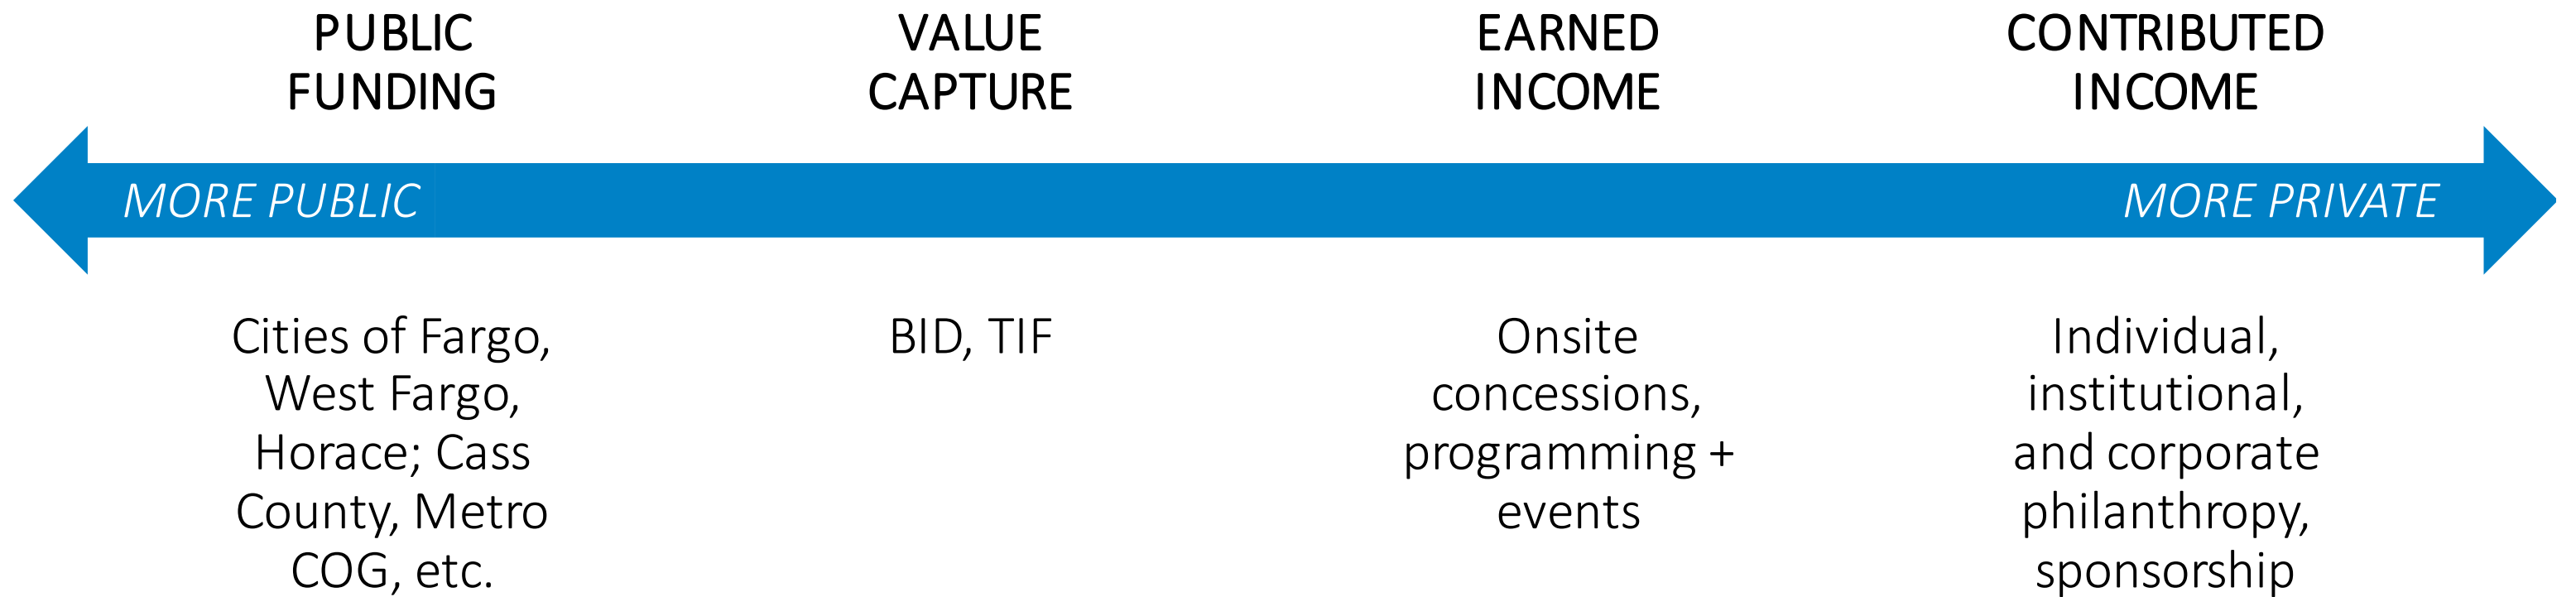 PUBLIC
FUNDING
VALUE
CAPTURE
EARNED
INCOME
CONTRIBUTED
INCOME
MORE PUBLIC
MORE PRIVATE
Cities of Fargo,
West Fargo,
Horace; Cass
County, Metro
COG, etc.
BID, TIF
Onsite
concessions,
programming +
events
Individual,
institutional,
and corporate
philanthropy,
sponsorship